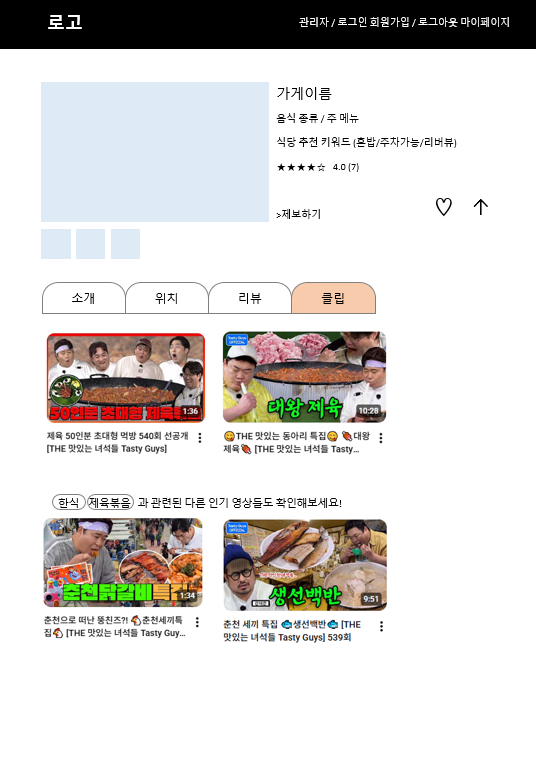 로고
관리자 / 로그인 회원가입 / 로그아웃 마이페이지
가게이름
음식 종류 / 주 메뉴
식당 추천 키워드 (혼밥/주차가능/리버뷰)
★★★★☆ 4.0 (7)
>제보하기
소개
위치
리뷰
클립
50인분 초대형 제육볶음
1:36
제육 50인분 초대형 먹방 540회 선공개
[THE 맛있는 녀석들 Tasty Guys]
Tasty Guys
OFFICIAL
대왕 제육
10:28
😋THE 맛있는 동아리 특집😋 🍖대왕
제육🍖 [THE 맛있는 녀석들 Tasty...
한식 제육볶음 과 관련된 다른 인기 영상들도 확인해보세요!
춘천닭갈비특집
1:34
춘천으로 떠난 뚱친즈?! 🐔춘천세끼특
집🐔 [THE 맛있는 녀석들 Tasty Guy...
Tasty Guys
OFFICIAL
생선백반
9:51
춘천 세끼 특집 🐟생선백반🐟 [THE
맛있는 녀석들 Tasty Guys] 539회